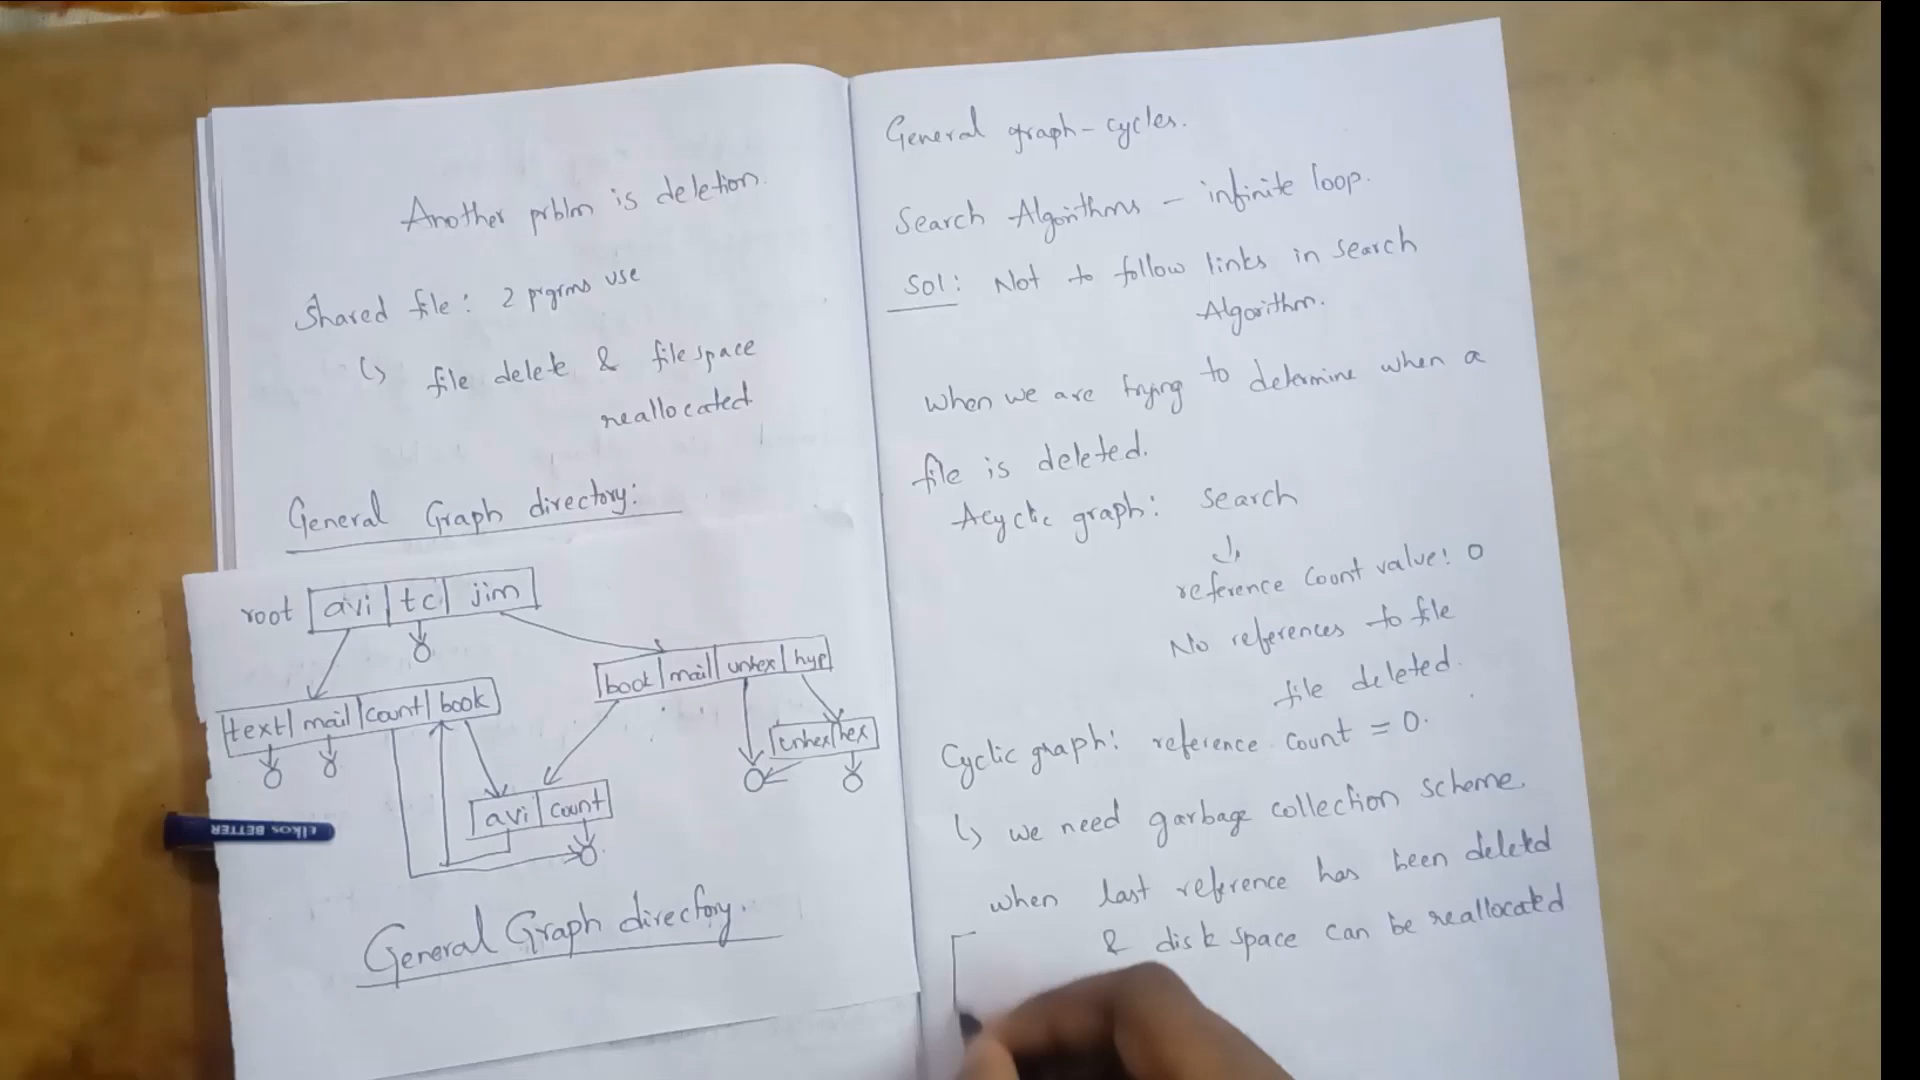 Another prblm is deletion.
Shared file: 2 prgrms use
file delete & file space
reallocated
General Graph directory:
root avi tc jim
book mail unhex hyp
text mail count book
unhex hex
avi count
elkos BETTER
General Graph directory.
General graph - cycles.
Search Algorithms - infinite loop.
Sol: Not to follow links in search
Algorithm.
When we are trying to determine when a
file is deleted.
Acyclic graph: Search
reference count value: 0
No references to file
file deleted.
Cyclic graph: reference count = 0.
we need garbage collection scheme.
when last reference has been deleted
& disk space can be reallocated